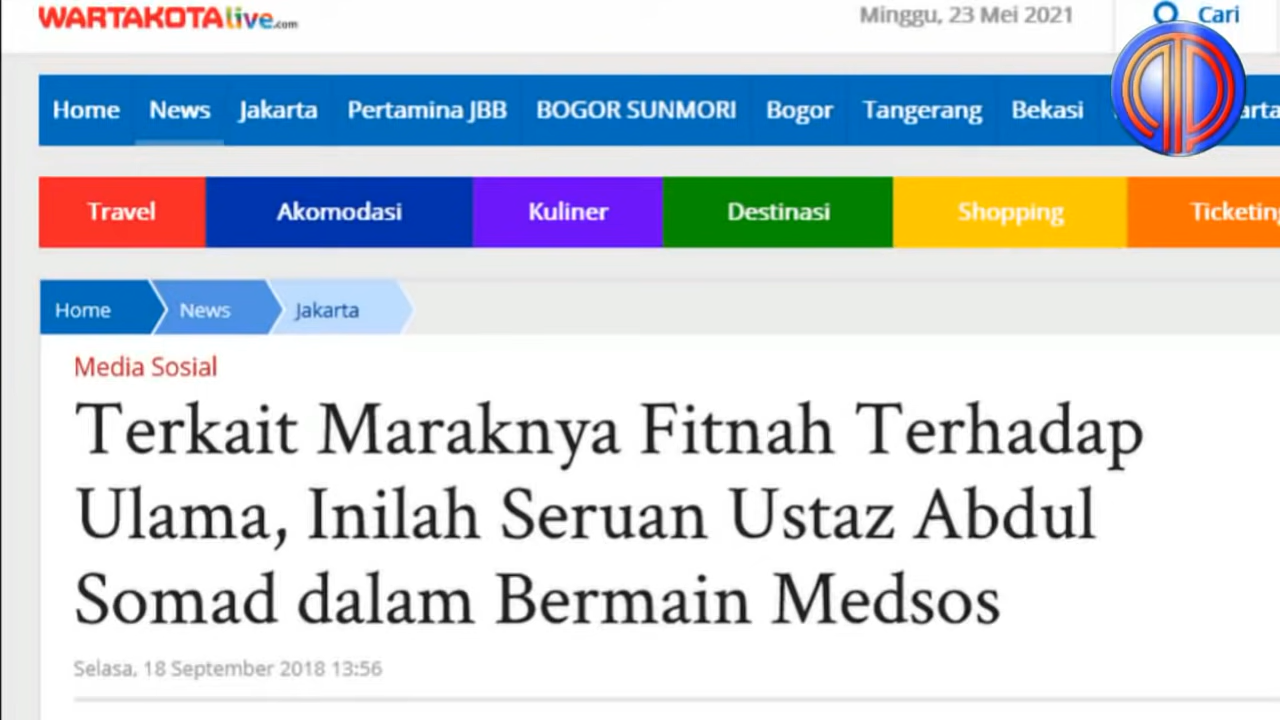 WARTAKOTAlive.com
Minggu, 23 Mei 2021
Cari
Home News Jakarta Pertamina JBB BOGOR SUNMORI Bogor Tangerang Bekasi
Travel Akomodasi Kuliner Destinasi Shopping
Home News Jakarta
Media Sosial
Terkait Maraknya Fitnah Terhadap
Ulama, Inilah Seruan Ustaz Abdul
Somad dalam Bermain Medsos
Selasa, 18 September 2018 13:56